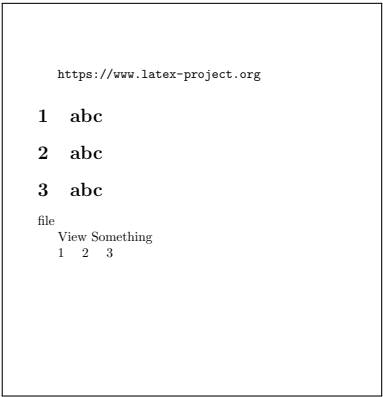 https://www.latex-project.org
1 abc
2 abc
3 abc
file
View Something
1 2 3